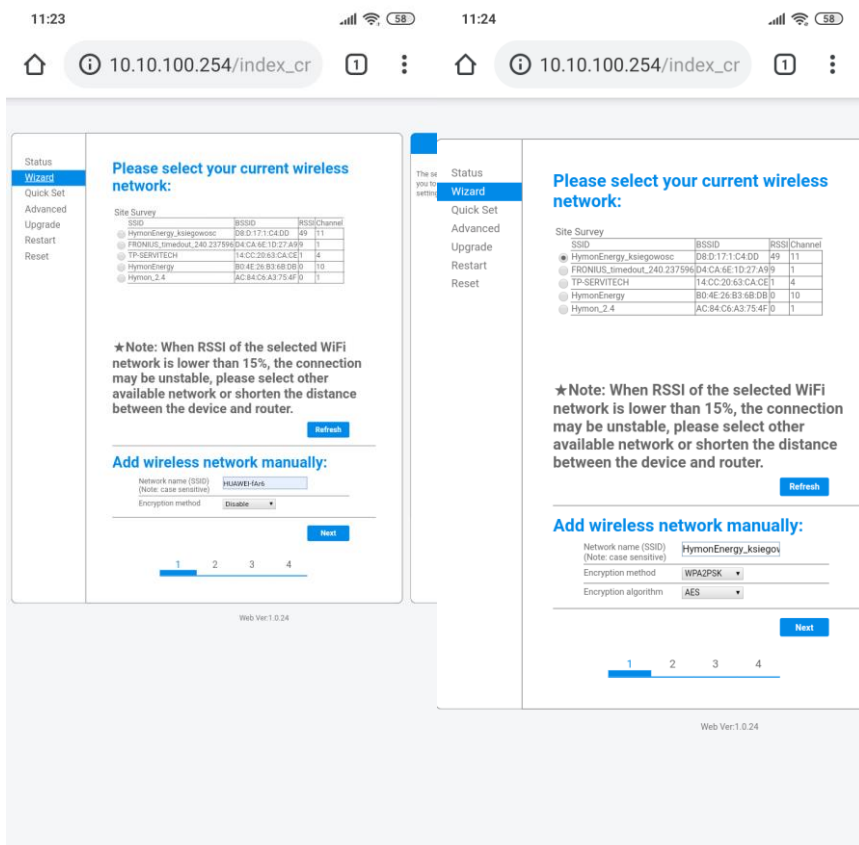 11:23
58
10.10.100.254/index_cr
1
Status
Wizard
Quick Set
Advanced
Upgrade
Restart
Reset
Please select your current wireless
network:
Site Survey
SSID BSSID RSSI Channel
HymonEnergy_ksiegowosc D8:D:17:1:C4:DD 49 11
FRONIUS_timedout_240.237596 D4:CA:6E:1D:27:A9 9 1
TP-SERVITECH 14:CC:20:63:CA:CE 1 4
HymonEnergy B0:4E:26:B3:6B:DB 0 10
Hymon_2.4 AC:84:C6:A3:75:4F 0 1
★Note: When RSSI of the selected WiFi
network is lower than 15%, the connection
may be unstable, please select other
available network or shorten the distance
between the device and router.
Refresh
Add wireless network manually:
Network name (SSID)
(Note: case sensitive)
HUAWEI-fAr6
Encryption method Disable
Next
1 2 3 4
Web Ver:1.0.24
The se
you to
setting
11:24
58
10.10.100.254/index_cr
1
Status
Wizard
Quick Set
Advanced
Upgrade
Restart
Reset
Please select your current wireless
network:
Site Survey
SSID BSSID RSSI Channel
HymonEnergy_ksiegowosc D8:D:17:1:C4:DD 49 11
FRONIUS_timedout_240.237596 D4:CA:6E:1D:27:A9 9 1
TP-SERVITECH 14:CC:20:63:CA:CE 1 4
HymonEnergy B0:4E:26:B3:6B:DB 0 10
Hymon_2.4 AC:84:C6:A3:75:4F 0 1
★Note: When RSSI of the selected WiFi
network is lower than 15%, the connection
may be unstable, please select other
available network or shorten the distance
between the device and router.
Refresh
Add wireless network manually:
Network name (SSID)
(Note: case sensitive)
HymonEnergy_ksiegov
Encryption method WPA2PSK
Encryption algorithm AES
Next
1 2 3 4
Web Ver:1.0.24